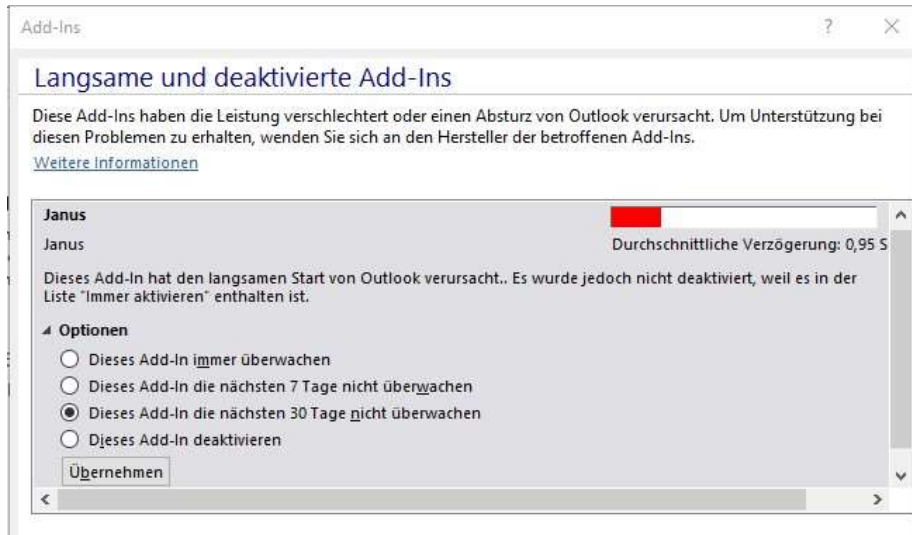 Add-Ins
?
Langsame und deaktivierte Add-Ins
Diese Add-Ins haben die Leistung verschlechtert oder einen Absturz von Outlook verursacht. Um Unterstützung bei
diesen Problemen zu erhalten, wenden Sie sich an den Hersteller der betroffenen Add-Ins.
Weitere Informationen
Janus
Janus
Durchschnittliche Verzögerung: 0,95 S
Dieses Add-In hat den langsamen Start von Outlook verursacht.. Es wurde jedoch nicht deaktiviert, weil es in der
Liste "Immer aktivieren" enthalten ist.
Optionen
Dieses Add-In immer überwachen
Dieses Add-In die nächsten 7 Tage nicht überwachen
Dieses Add-In die nächsten 30 Tage nicht überwachen
Dieses Add-In deaktivieren
Übernehmen